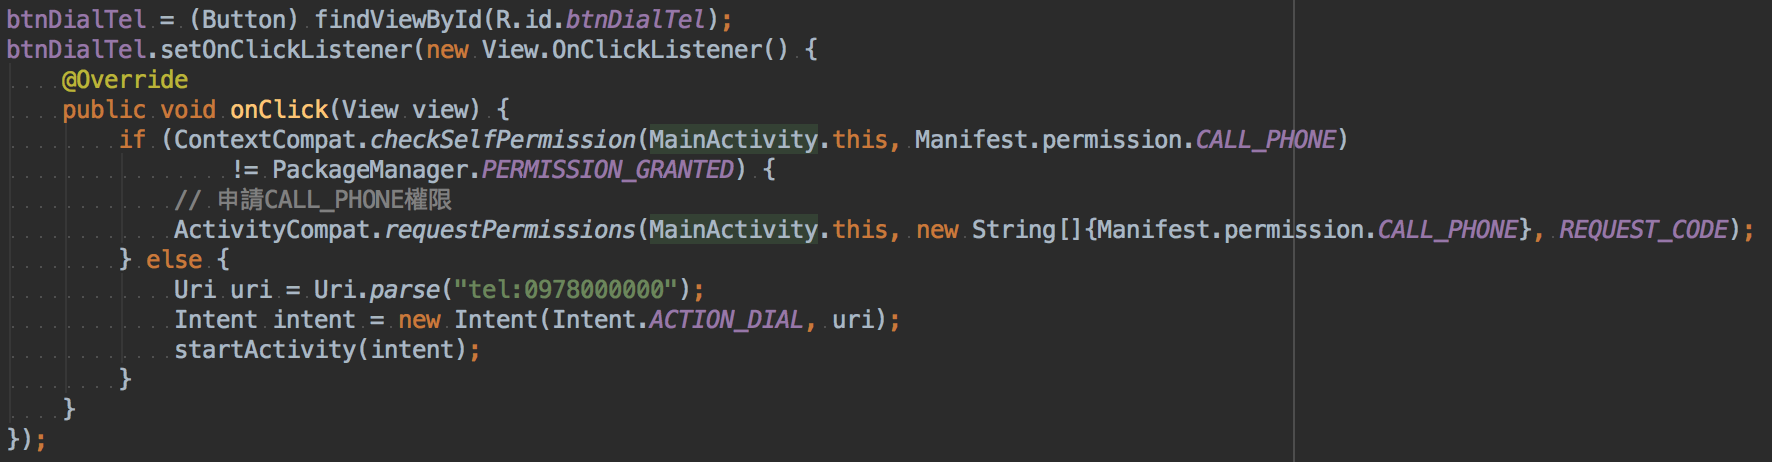 btnDialTel = (Button) findViewById(R.id.btnDialTel);
btnDialTel.setOnClickListener(new View.OnClickListener() {
    @Override
    public void onClick(View view) {
        if (ContextCompat.checkSelfPermission(MainActivity.this, Manifest.permission.CALL_PHONE)
                != PackageManager.PERMISSION_GRANTED) {
            // 申請CALL_PHONE權限
            ActivityCompat.requestPermissions(MainActivity.this, new String[]{Manifest.permission.CALL_PHONE}, REQUEST_CODE);
        } else {
            Uri uri = Uri.parse("tel:0978000000");
            Intent intent = new Intent(Intent.ACTION_DIAL, uri);
            startActivity(intent);
        }
    }
});